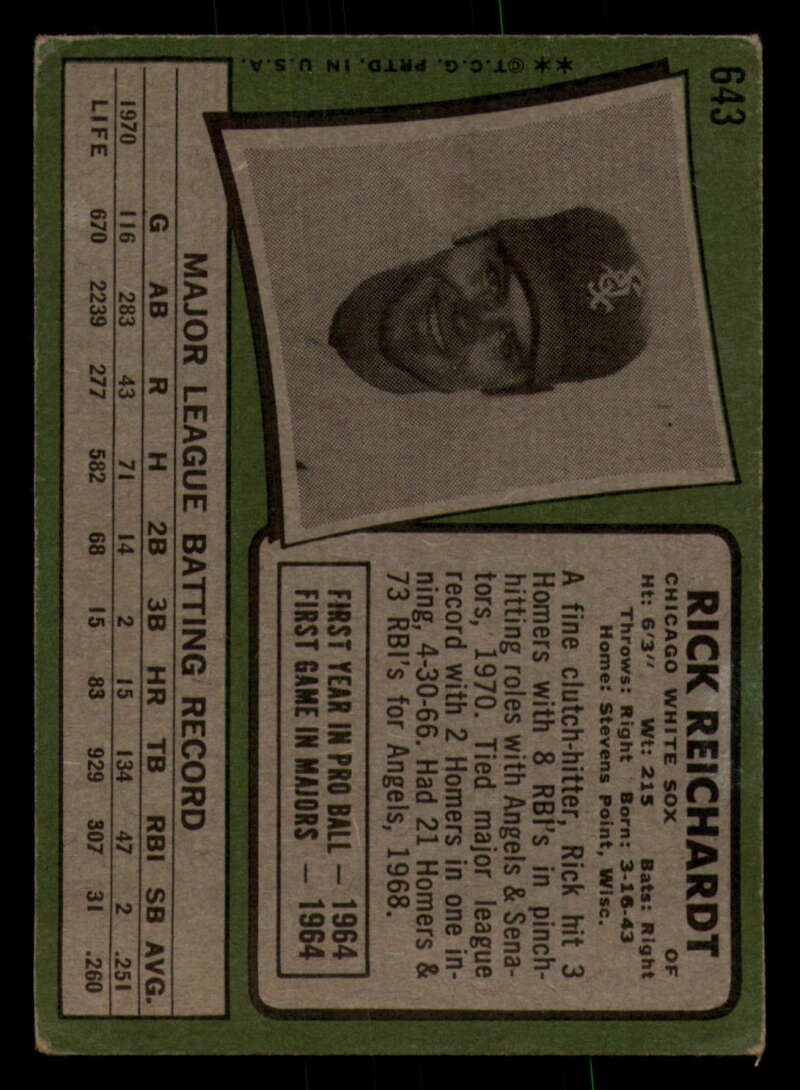 643
**©T.C.G. PRTD. IN U.S.A.
RICK REICHARDT
CHICAGO WHITE SOX OF
Ht: 6'3" Wt: 215 Bats: Right
Throws: Right Born: 3-16-43
Home: Stevens Point, Wisc.
A fine clutch-hitter, Rick hit 3
Homers with 8 RBI's in pinch-
hitting roles with Angels & Sena-
tors, 1970. Tied major league
record with 2 Homers in one in-
ning, 4-30-66. Had 21 Homers &
73 RBI's for Angels, 1968.
FIRST YEAR IN PRO BALL — 1964
FIRST GAME IN MAJORS — 1964
SOX
MAJOR LEAGUE BATTING RECORD
G AB R H 2B 3B HR TB RBI SB AVG.
1970 116 283 43 71 14 2 15 134 47 2 .251
LIFE 670 2239 277 582 68 15 83 929 307 31 .260